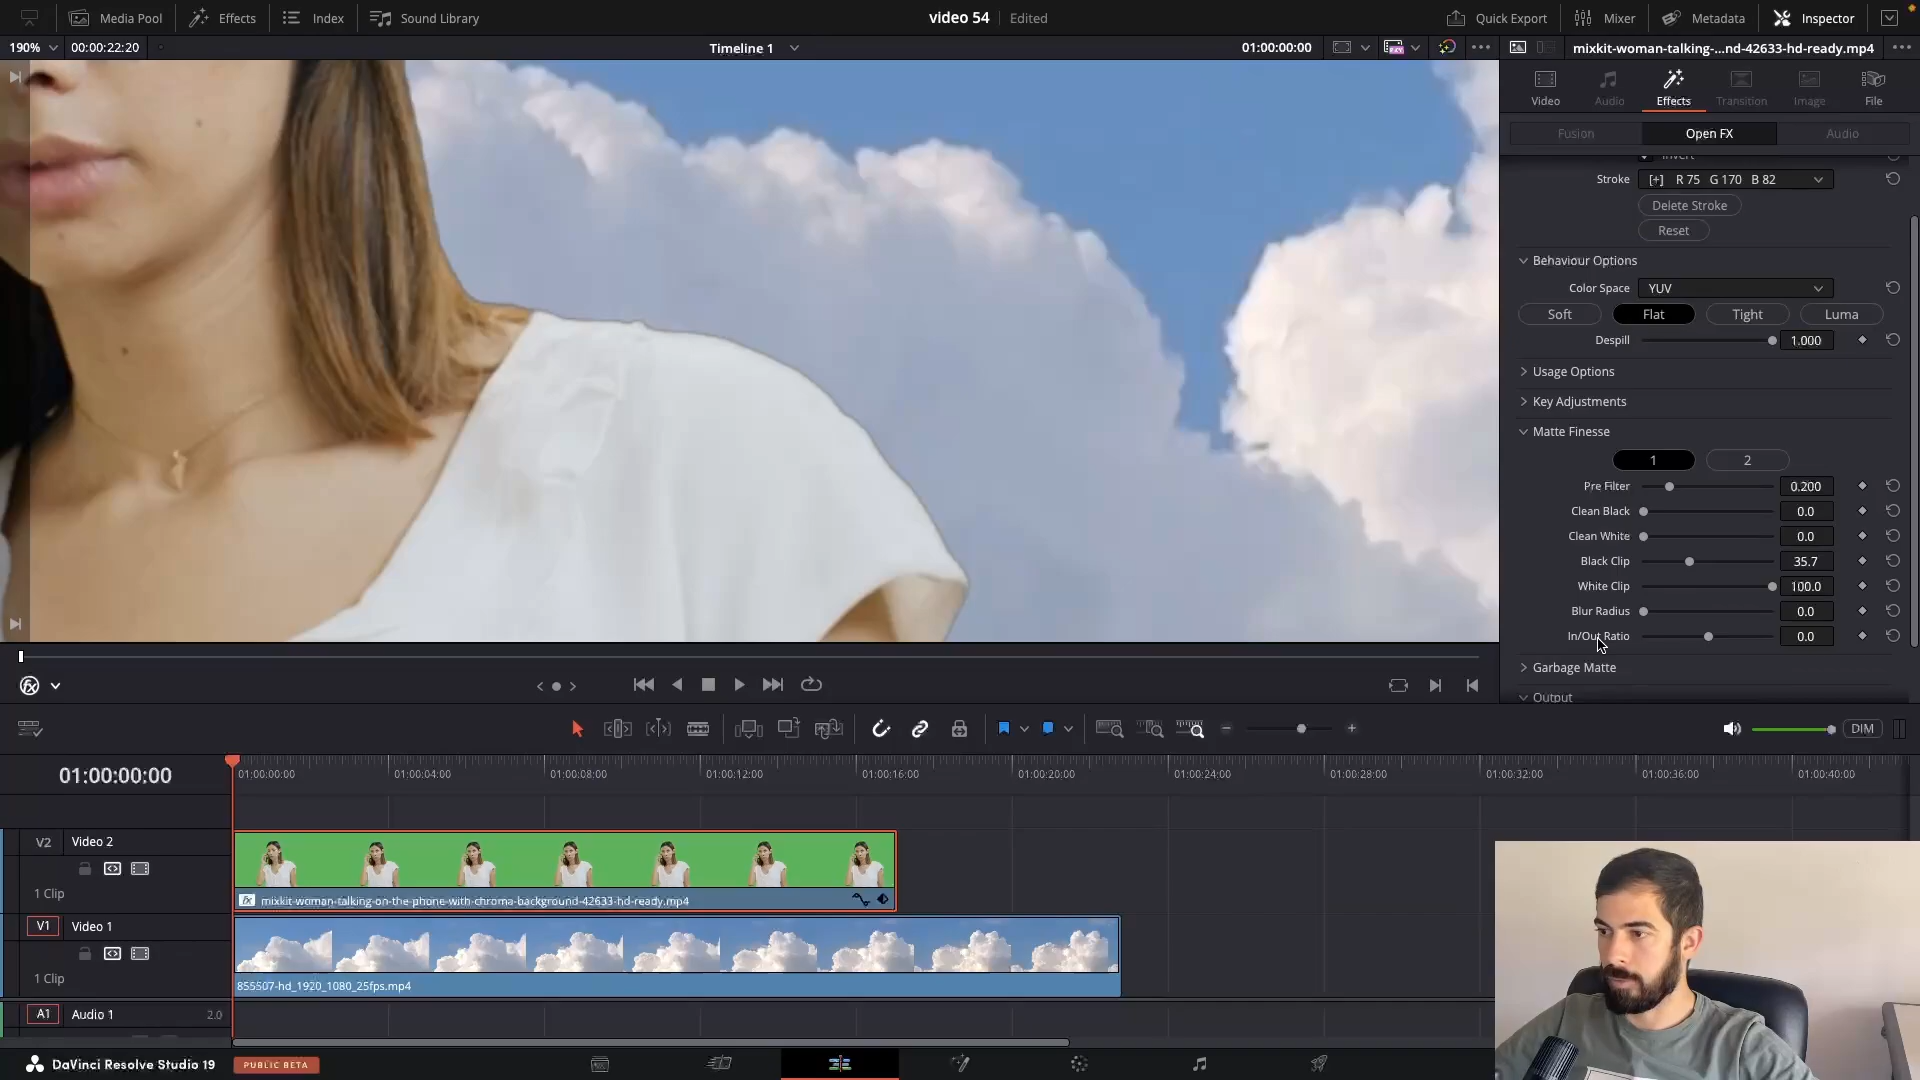 Media Pool Effects Index Sound Library video 54 Edited Quick Export Mixer Metadata Inspector
190% 00:00:22:20 Timeline 1 01:00:00:00 mixkit-woman-talking-...nd-42633-hd-ready.mp4
Video Audio Effects Transition Image File
Fusion Open FX Audio
Invert
Stroke [+] R 75 G 170 B 82
Delete Stroke
Reset
Behaviour Options
Color Space YUV
Soft Flat Tight Luma
Despill 1.000
Usage Options
Key Adjustments
Matte Finesse
1 2
Pre Filter 0.200
Clean Black 0.0
Clean White 0.0
Black Clip 35.7
White Clip 100.0
Blur Radius 0.0
In/Out Ratio 0.0
Garbage Matte
Output
DIM
01:00:00:00 01:00:00:00 01:00:04:00 01:00:08:00 01:00:12:00 01:00:16:00 01:00:20:00 01:00:24:00 01:00:28:00 01:00:32:00 01:00:36:00 01:00:40:00
V2 Video 2
1 Clip
fx mixkit-woman-talking-on-the-phone-with-chroma-background-42633-hd-ready.mp4
V1 Video 1
1 Clip
855507-hd_1920_1080_25fps.mp4
A1 Audio 1 2.0
DaVinci Resolve Studio 19 PUBLIC BETA